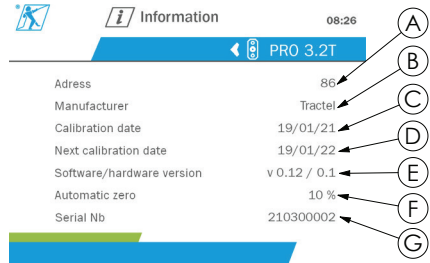 i Information 08:26 A
PRO 3.2T
Adress 86 B
Manufacturer Tractel C
Calibration date 19/01/21
Next calibration date 19/01/22 D
Software/hardware version v 0.12 / 0.1 E
Automatic zero 10 % F
Serial Nb 210300002 G